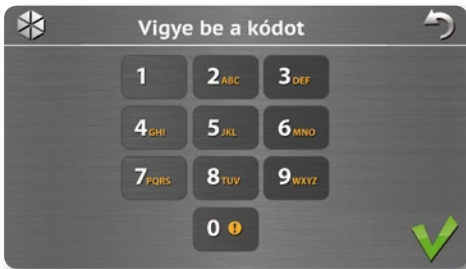 Vigye be a kódot
1 2ABC 3DEF
4GHI 5JKL 6MNO
7PQRS 8TUV 9WXYZ
0 !